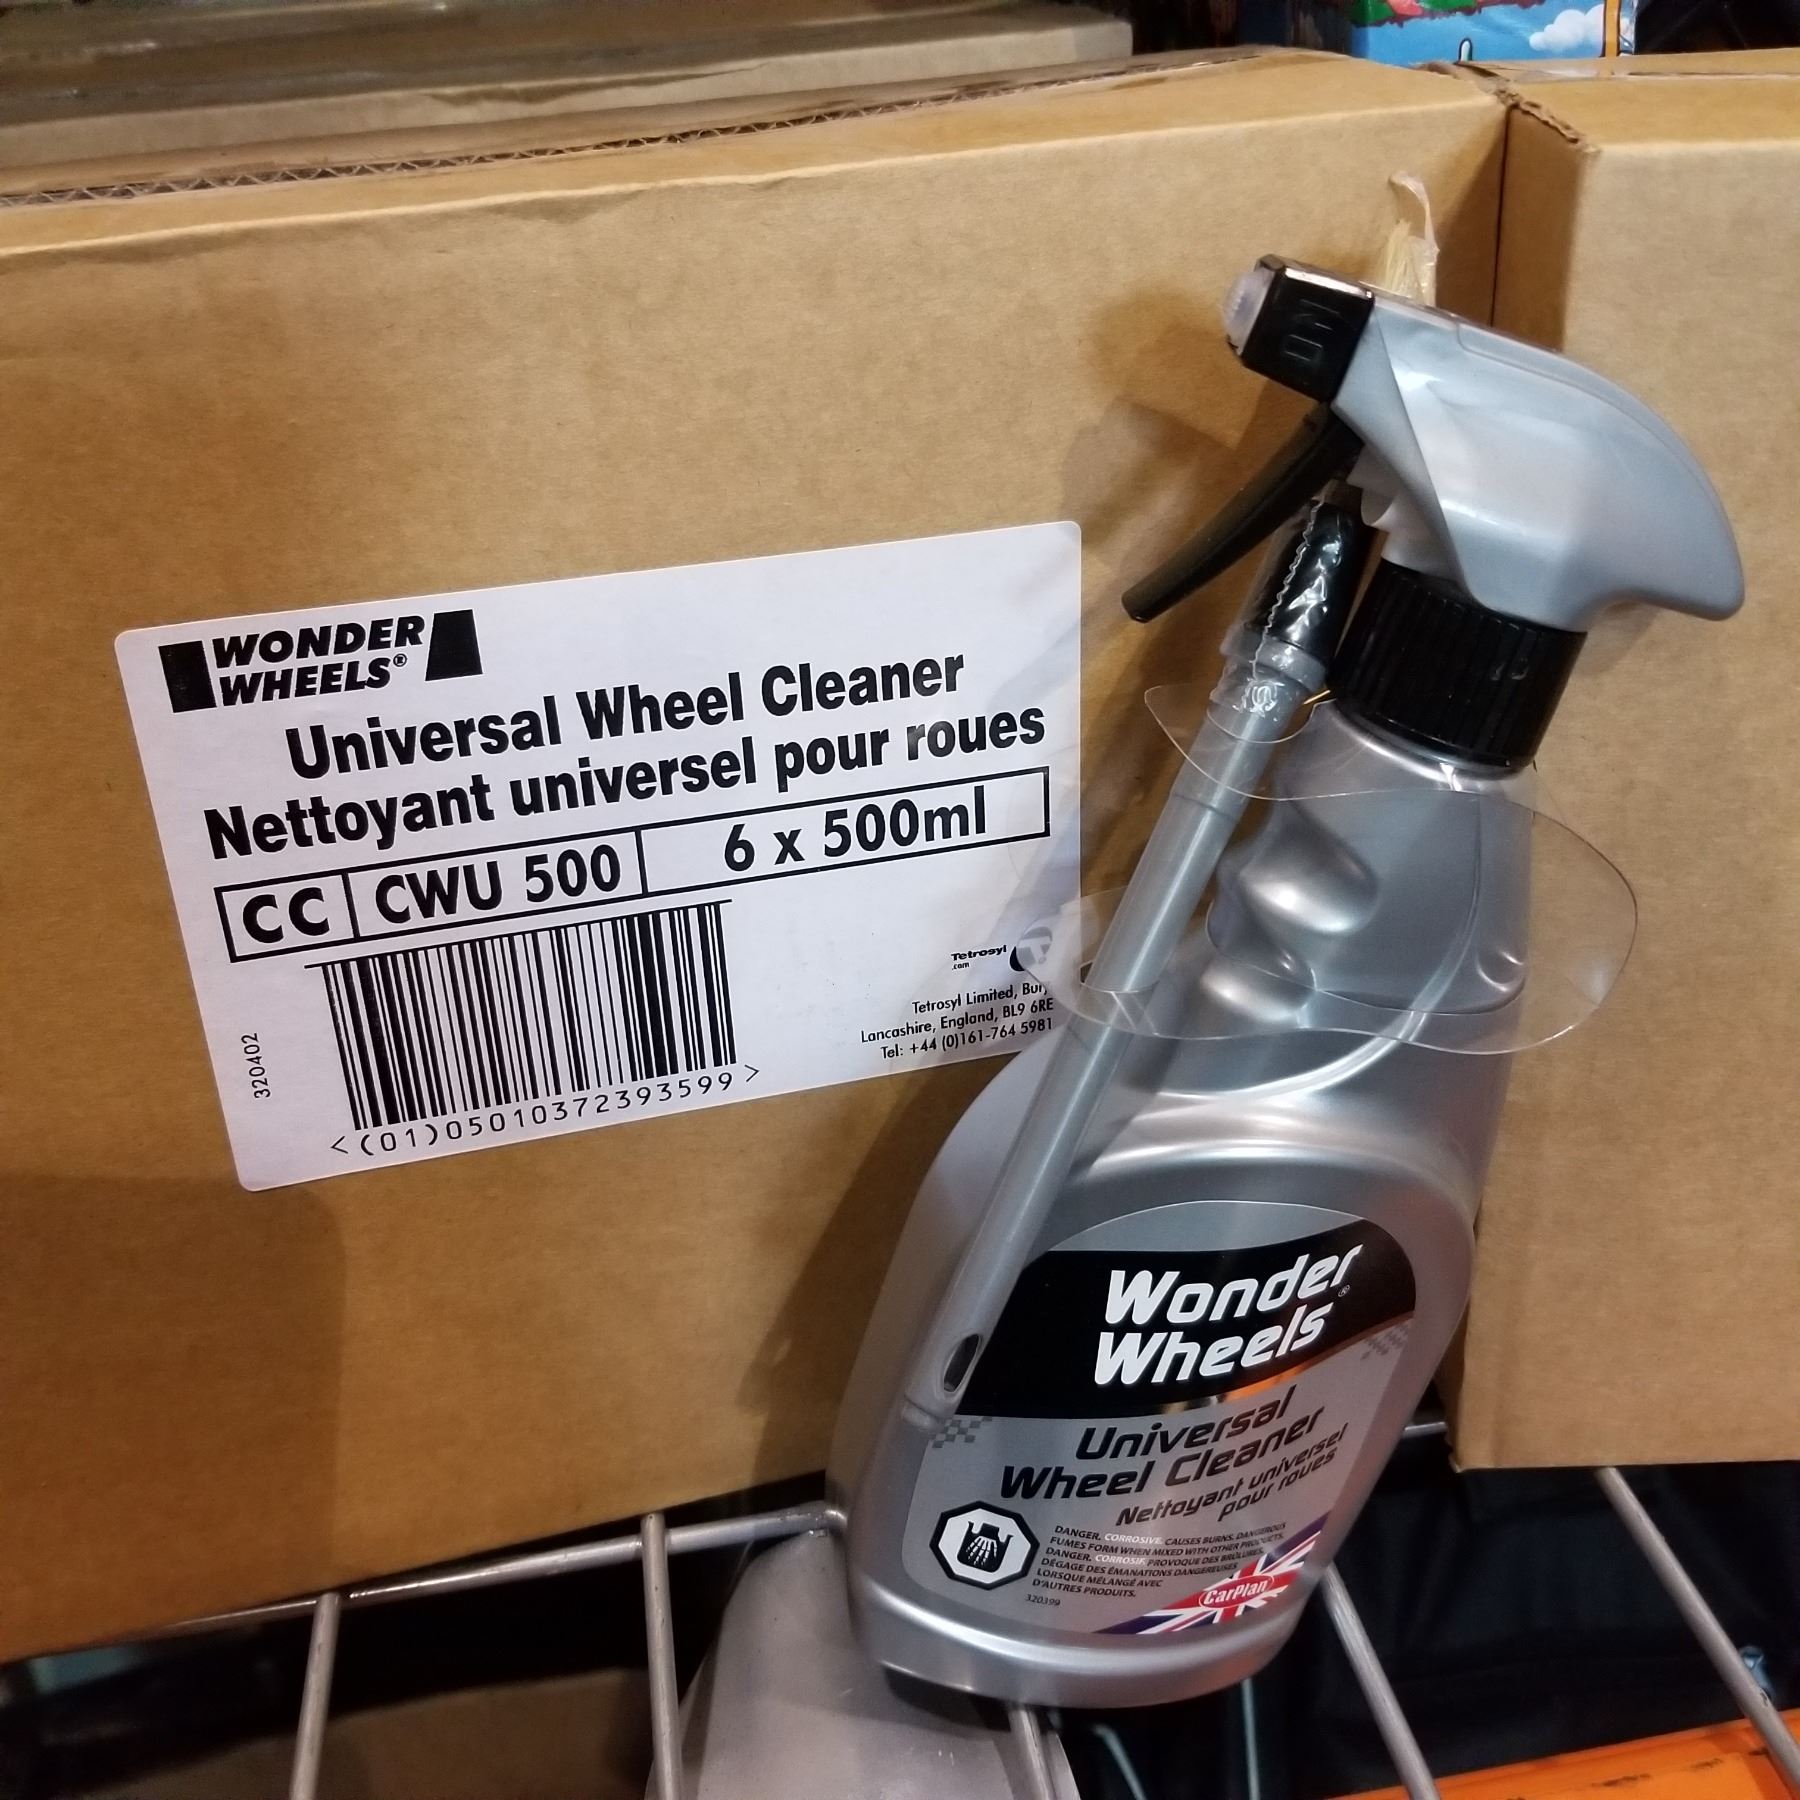 WONDER
WHEELS®
Universal Wheel Cleaner
Nettoyant universel pour roues
CC CWU 500 6 x 500ml
Tetrosyl
.com
Tetrosyl Limited,
Lancashire, England, BL9 6RE
Tel: +44 (0)161-764 5981
320402
<(01)05010372393599>
ON
Wonder
Wheels®
Universal
Wheel Cleaner
Nettoyant universel
pour roues
DANGER. CORROSIVE. CAUSES BURNS. DANGEROUS
FUMES FORM WHEN MIXED WITH OTHER PRODUCTS.
DANGER. CORROSIF. PROVOQUE DES BRÛLURES.
DÉGAGE DES ÉMANATIONS DANGEREUSES
LORSQUE MÉLANGÉ AVEC
D'AUTRES PRODUITS.
320399
CarPlan